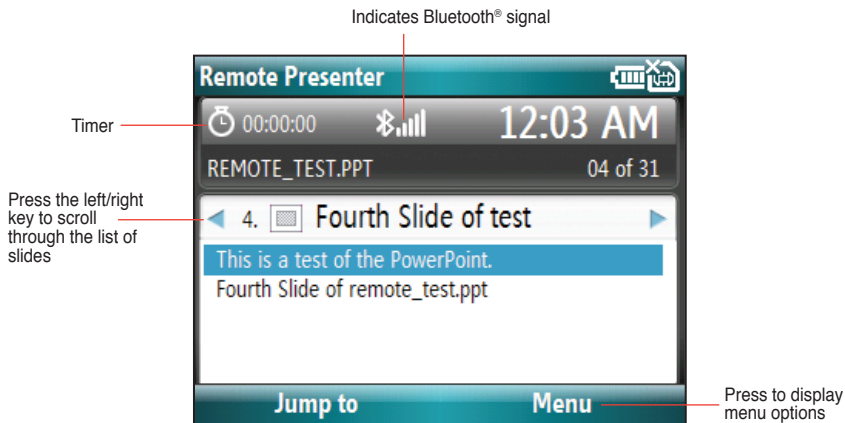 Indicates Bluetooth® signal
Remote Presenter
Timer
00:00:00
12:03 AM
REMOTE_TEST.PPT
04 of 31
Press the left/right
key to scroll
through the list of
slides
4. Fourth Slide of test
This is a test of the PowerPoint.
Fourth Slide of remote_test.ppt
Jump to
Menu
Press to display
menu options